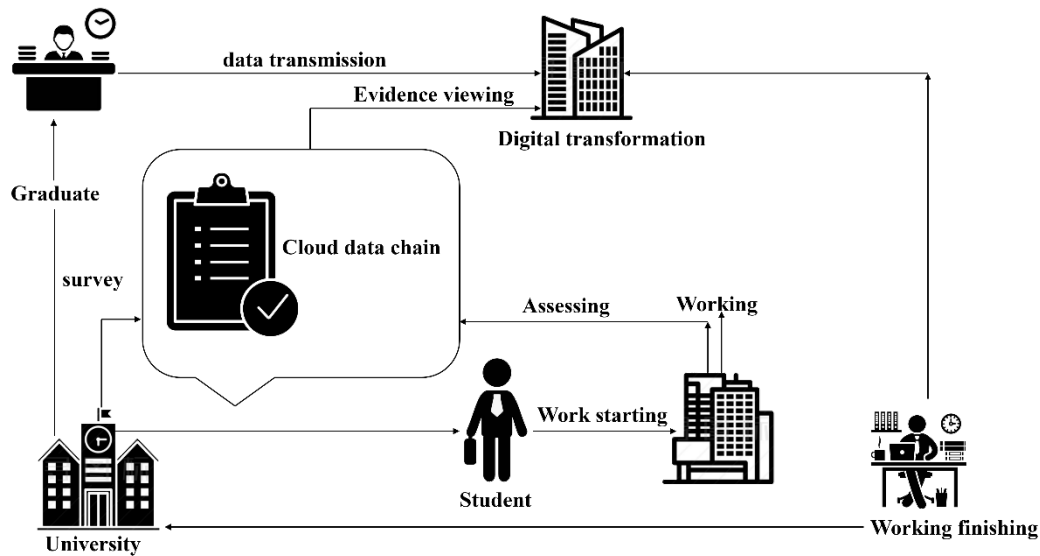 data transmission
Evidence viewing
Digital transformation
Graduate
Cloud data chain
survey
Assessing
Working
Work starting
Student
University
Working finishing